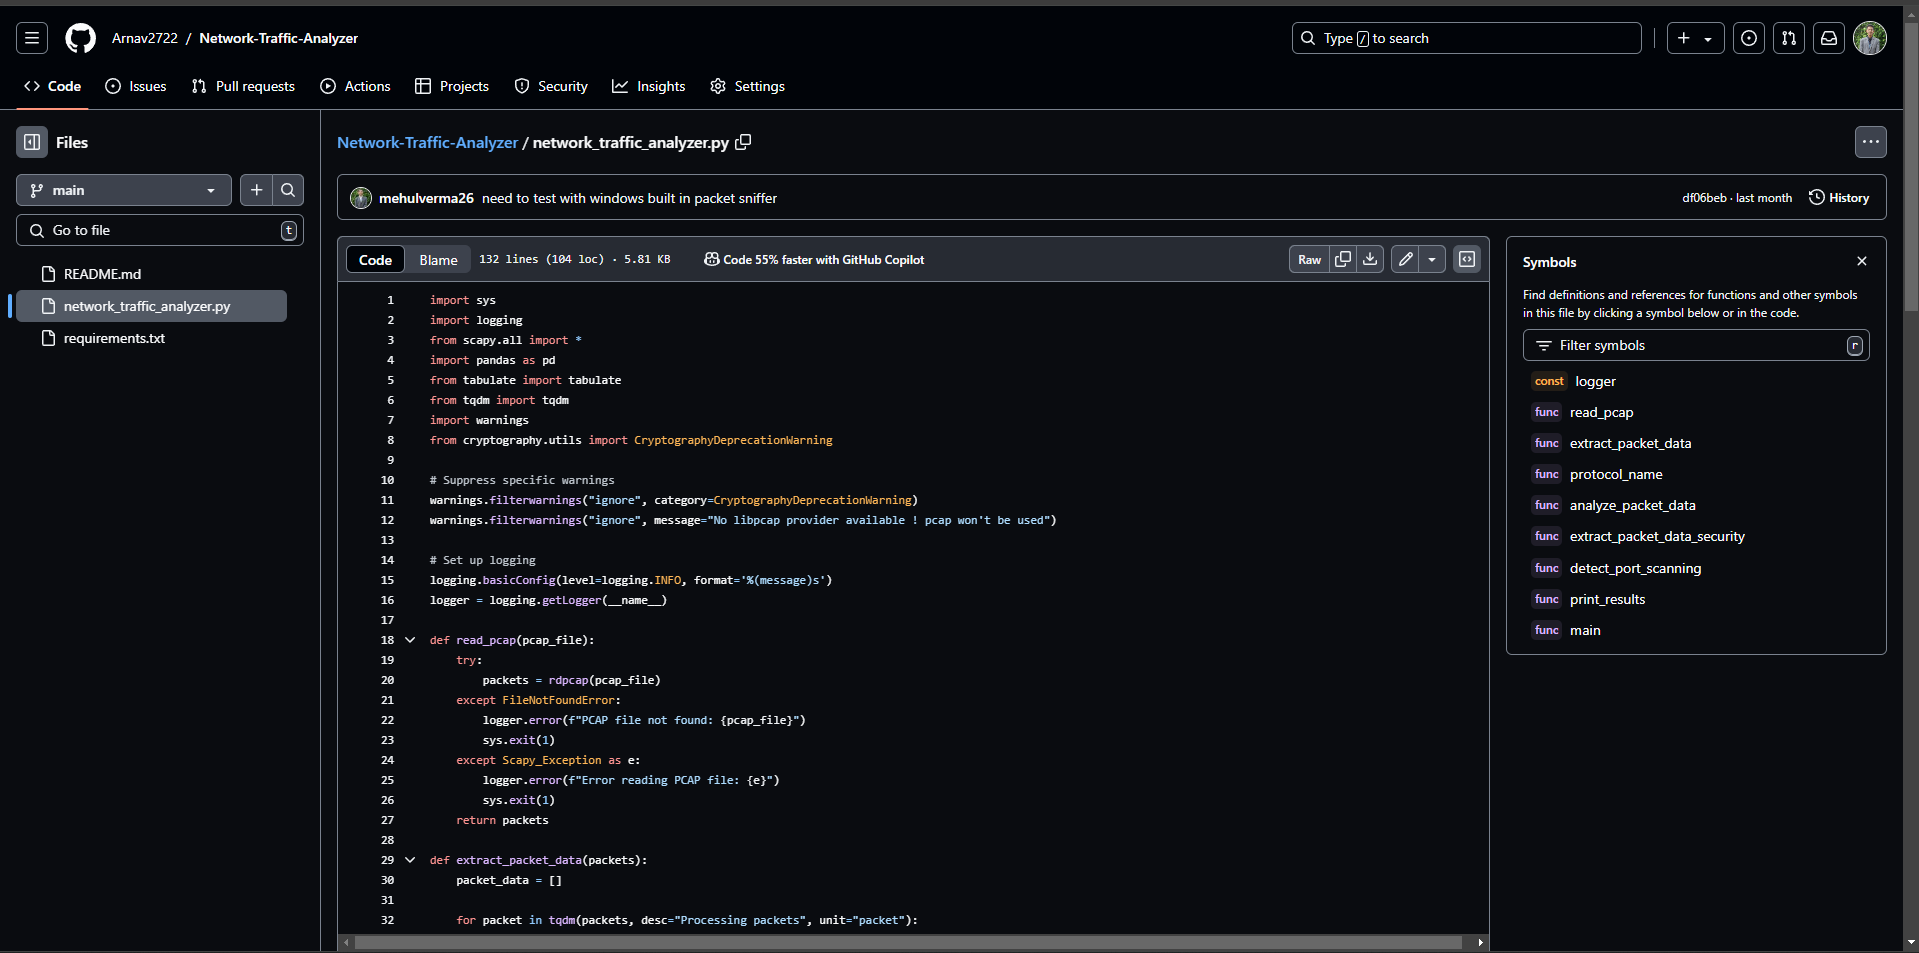 Arnav2722 / Network-Traffic-Analyzer
Type / to search
Code Issues Pull requests Actions Projects Security Insights Settings
Files
main
Go to file t
README.md
network_traffic_analyzer.py
requirements.txt
Network-Traffic-Analyzer / network_traffic_analyzer.py
mehulverma26 need to test with windows built in packet sniffer
df06beb · last month History
Code Blame 132 lines (104 loc) · 5.81 KB Code 55% faster with GitHub Copilot Raw
1 import sys
2 import logging
3 from scapy.all import *
4 import pandas as pd
5 from tabulate import tabulate
6 from tqdm import tqdm
7 import warnings
8 from cryptography.utils import CryptographyDeprecationWarning
9
10 # Suppress specific warnings
11 warnings.filterwarnings("ignore", category=CryptographyDeprecationWarning)
12 warnings.filterwarnings("ignore", message="No libpcap provider available ! pcap won't be used")
13
14 # Set up logging
15 logging.basicConfig(level=logging.INFO, format='%(message)s')
16 logger = logging.getLogger(__name__)
17
18 def read_pcap(pcap_file):
19     try:
20         packets = rdpcap(pcap_file)
21     except FileNotFoundError:
22         logger.error(f"PCAP file not found: {pcap_file}")
23         sys.exit(1)
24     except Scapy_Exception as e:
25         logger.error(f"Error reading PCAP file: {e}")
26         sys.exit(1)
27     return packets
28
29 def extract_packet_data(packets):
30     packet_data = []
31
32     for packet in tqdm(packets, desc="Processing packets", unit="packet"):
Symbols
Find definitions and references for functions and other symbols
in this file by clicking a symbol below or in the code.
Filter symbols r
const logger
func read_pcap
func extract_packet_data
func protocol_name
func analyze_packet_data
func extract_packet_data_security
func detect_port_scanning
func print_results
func main